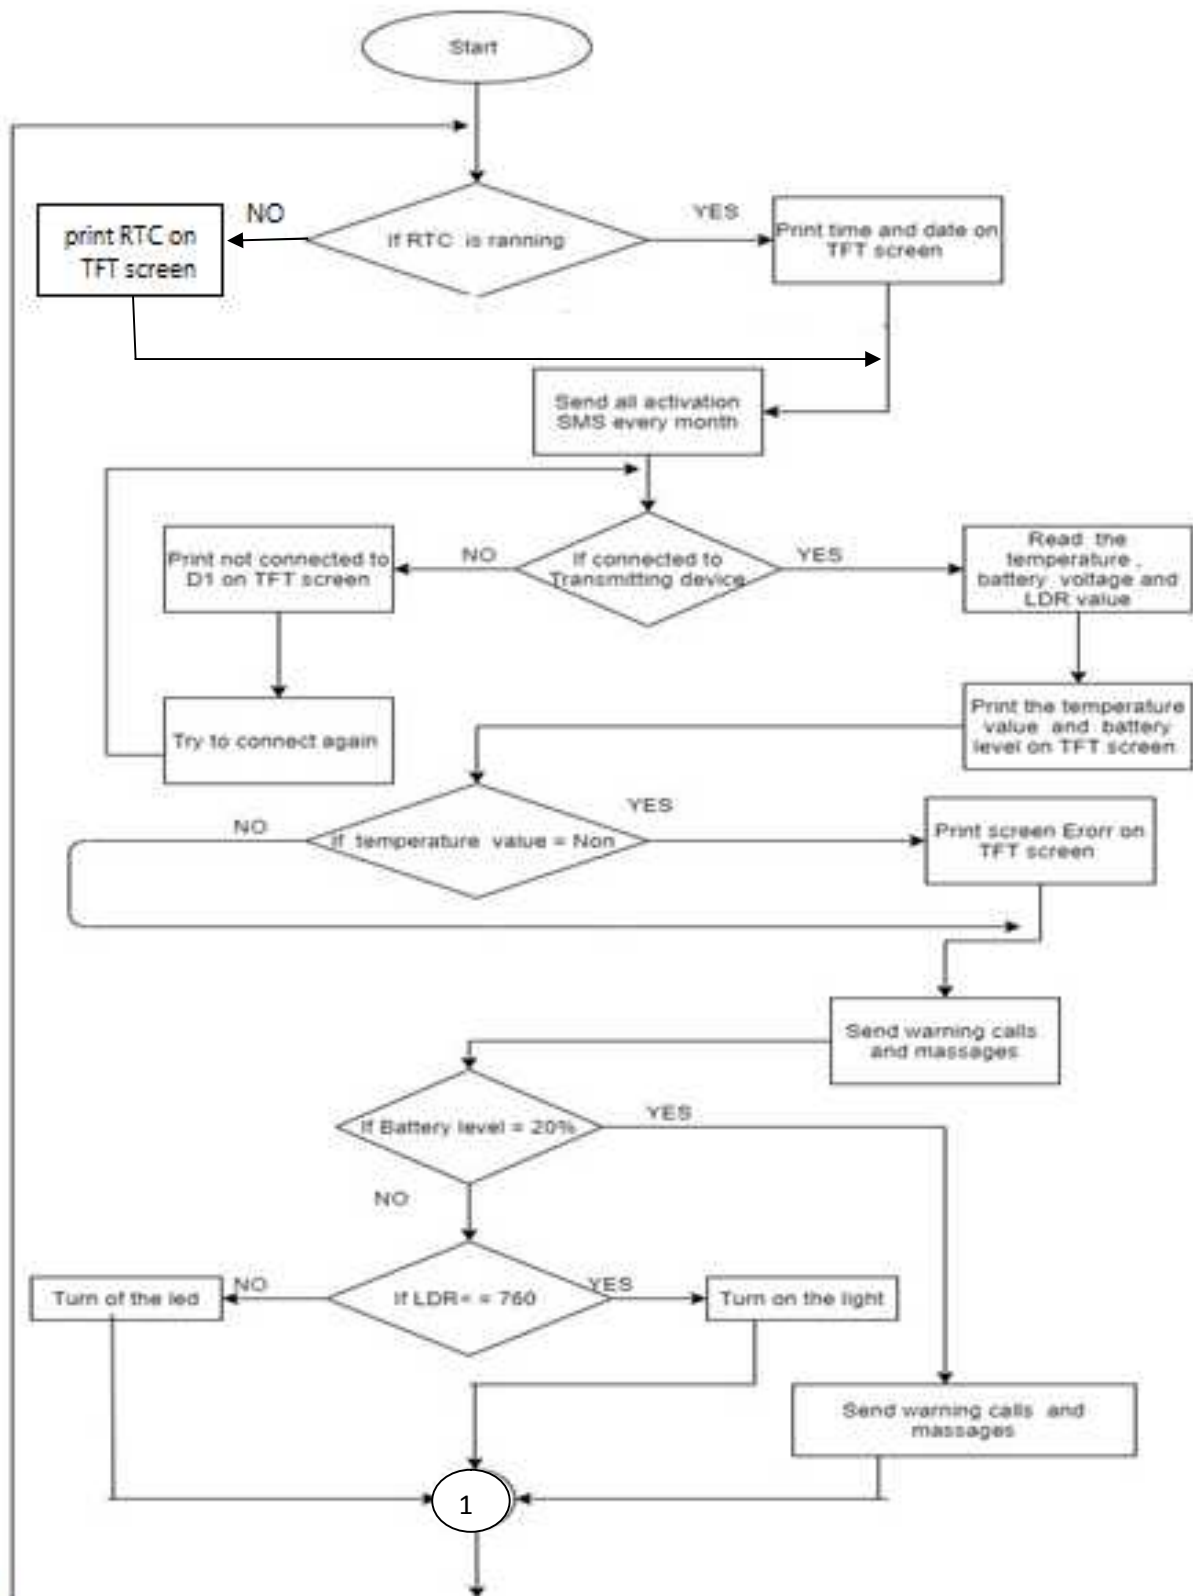 Start
NO
YES
print RTC on
TFT screen
If RTC is ranning
Print time and date on
TFT screen
Send all activation
SMS every month
Print not connected to
D1 on TFT screen
NO
If connected to
Transmitting device
YES
Read the
temperature,
battery voltage and
LDR value
Try to connect again
Print the temperature
value and battery
level on TFT screen
NO
If temperature value = Non
YES
Print screen Erorr on
TFT screen
Send warning calls
and massages
If Battery level = 20%
YES
NO
Turn of the led
NO
If LDR< = 760
YES
Turn on the light
Send warning calls and
massages
1